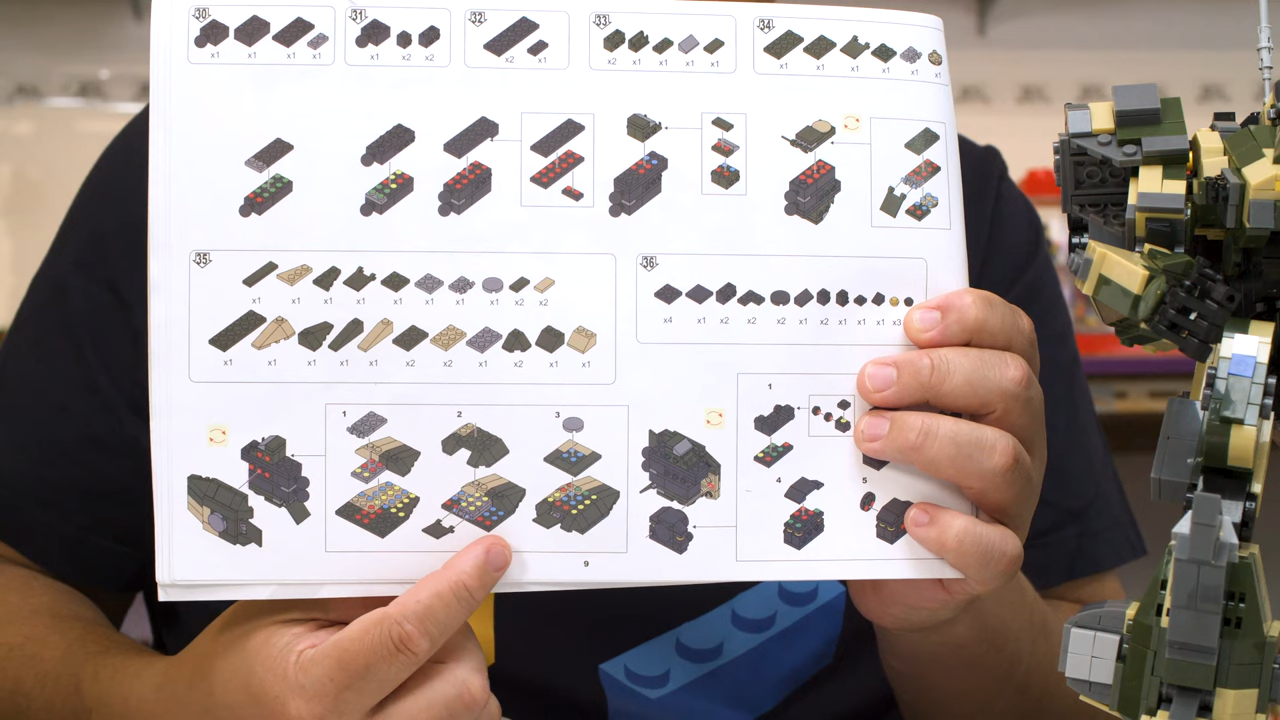 30 31 32 33 34
x1 x1 x1 x1 x1 x2 x2 x2 x1 x2 x1 x1 x1 x1 x1 x1 x1 x1 x1 x1
35 36
x1 x1 x1 x1 x1 x1 x1 x1 x2 x2
x4 x1 x2 x2 x2 x1 x2 x1 x1 x1 x3
x1 x1 x1 x1 x1 x2 x2 x1 x2 x1 x1
1 2 3 1
4 5
9